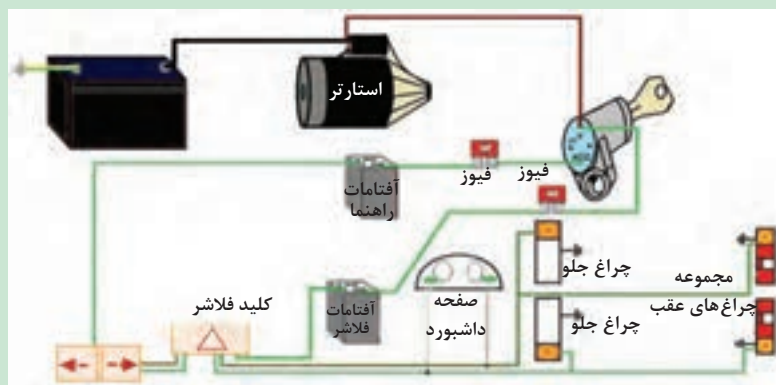 استارتر
آفتامات
راهنما
فیوز
فیوز
چراغ جلو
مجموعه
چراغ‌های عقب
کلید فلاشر
آفتامات
فلاشر
صفحه
داشبورد
چراغ جلو